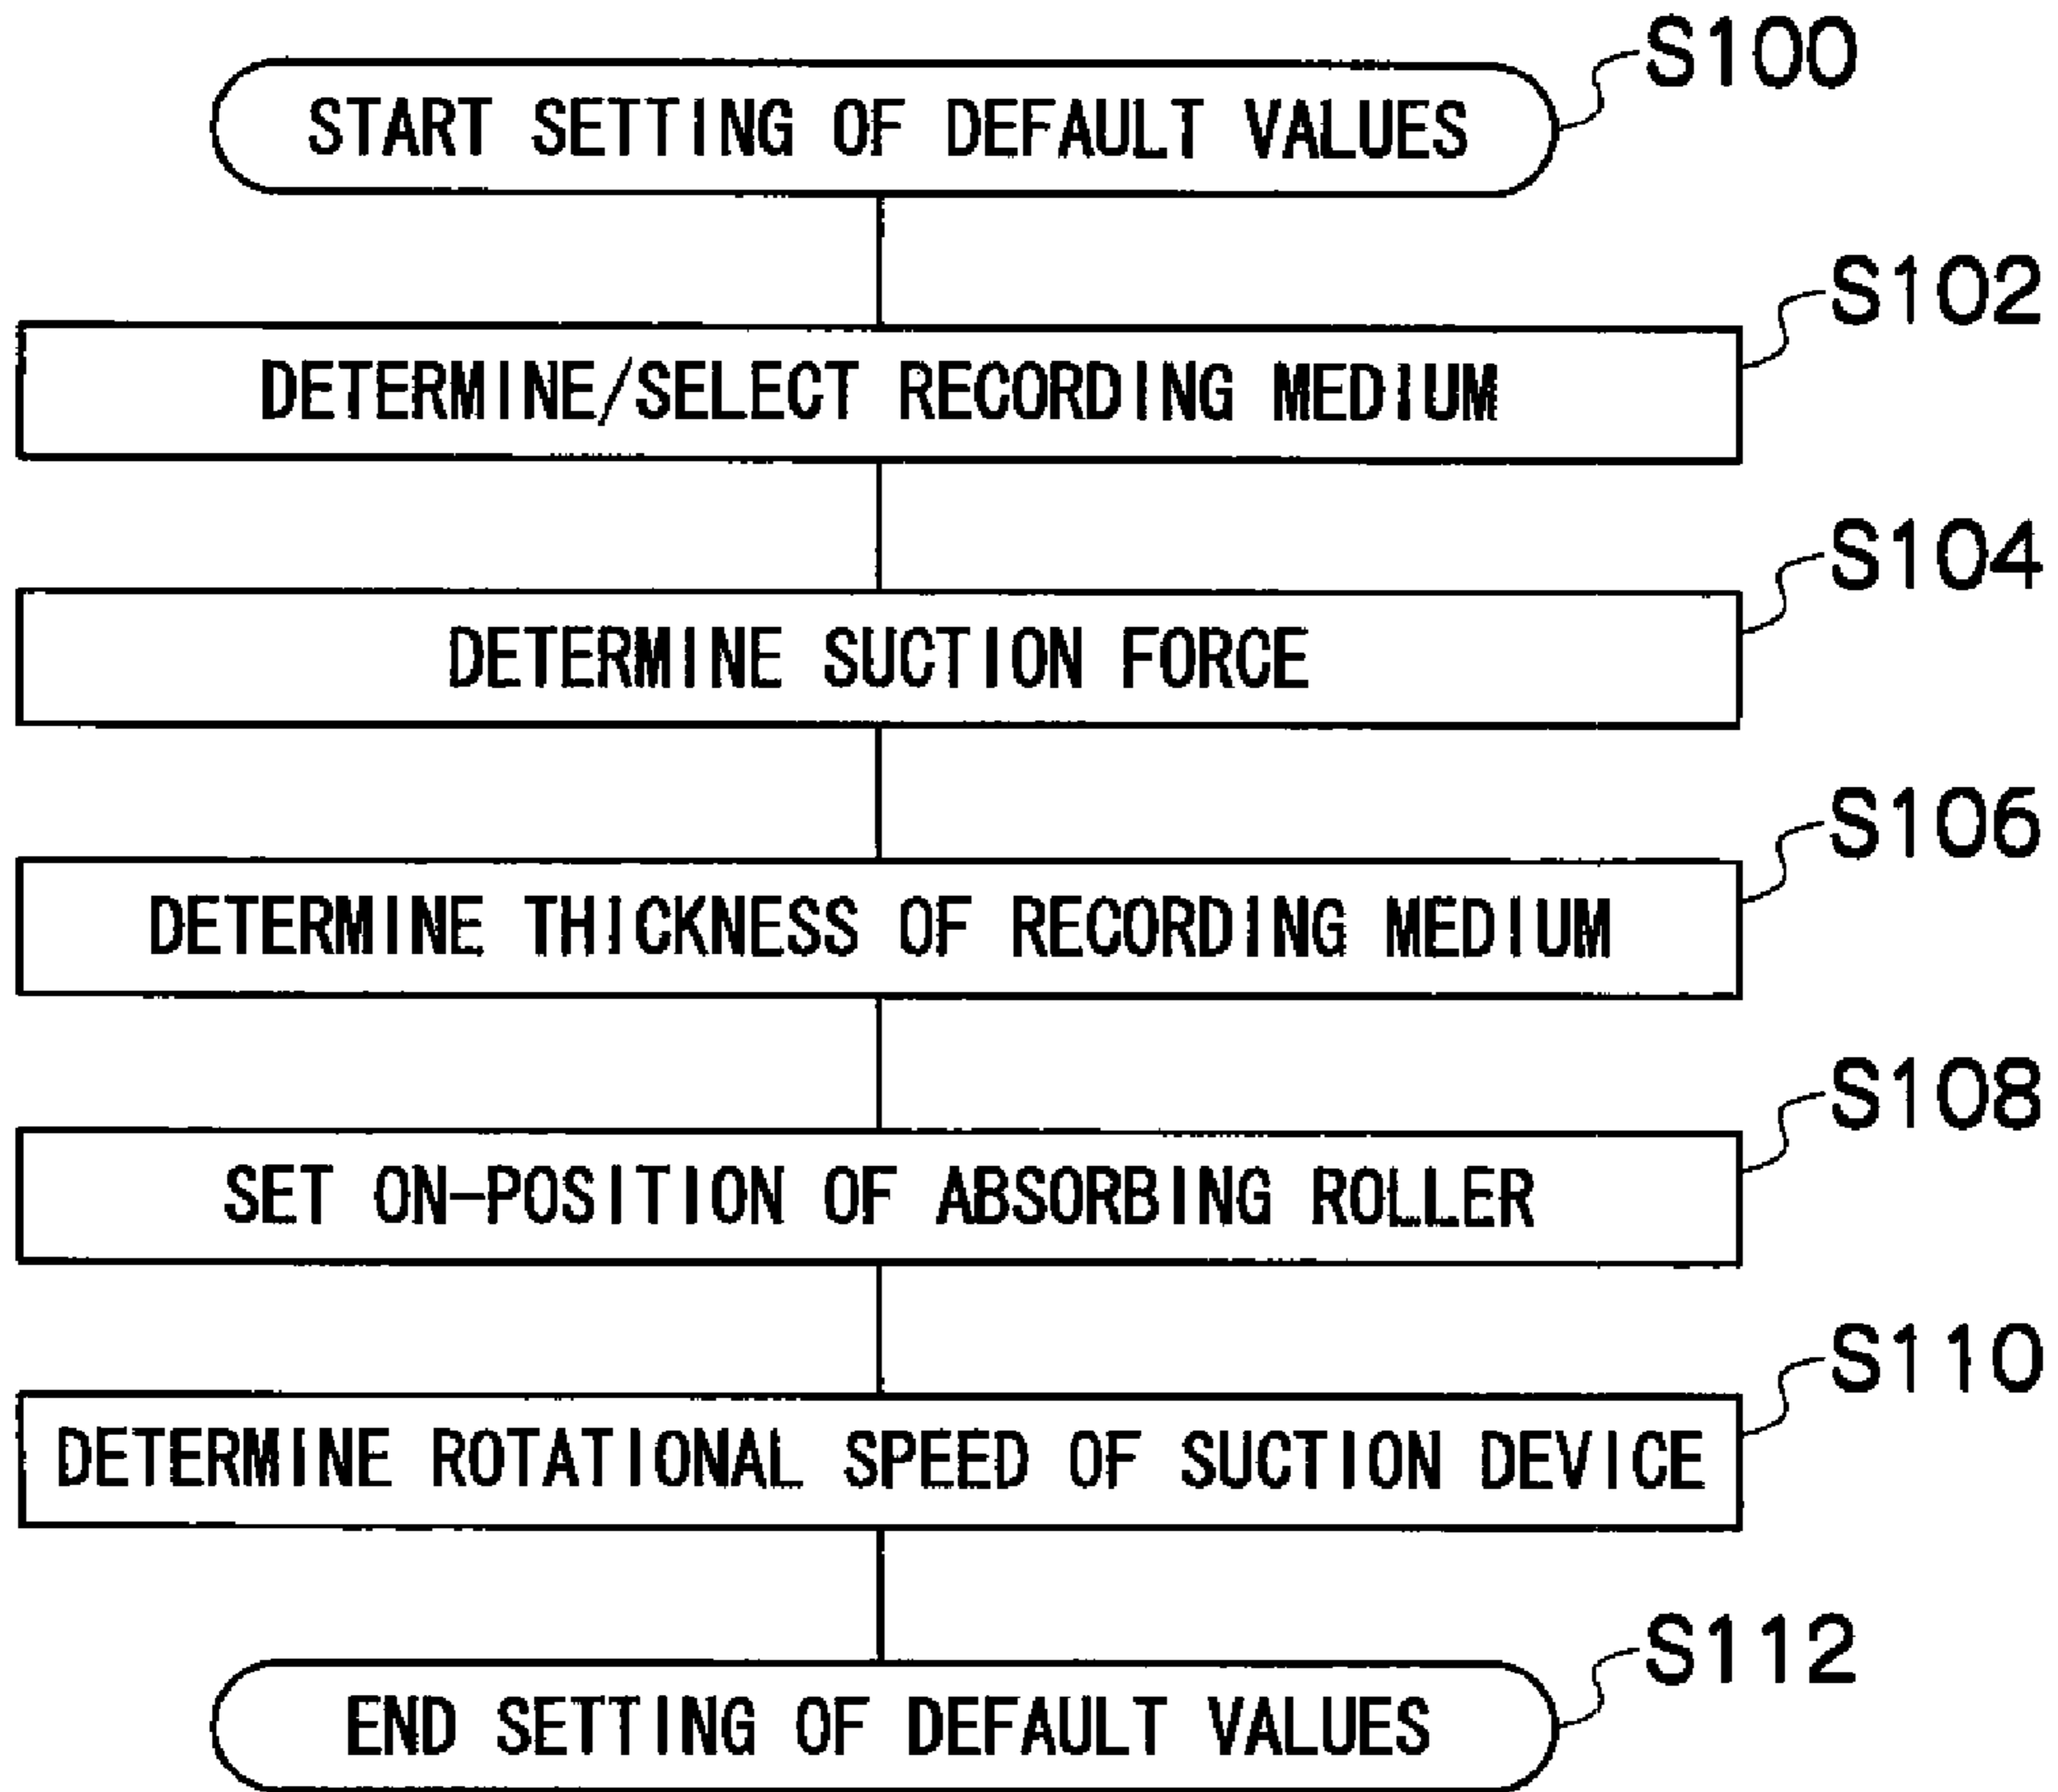 START SETTING OF DEFAULT VALUES
S100
DETERMINE/SELECT RECORDING MEDIUM
S102
DETERMINE SUCTION FORCE
S104
DETERMINE THICKNESS OF RECORDING MEDIUM
S106
SET ON-POSITION OF ABSORBING ROLLER
S108
DETERMINE ROTATIONAL SPEED OF SUCTION DEVICE
S110
END SETTING OF DEFAULT VALUES
S112